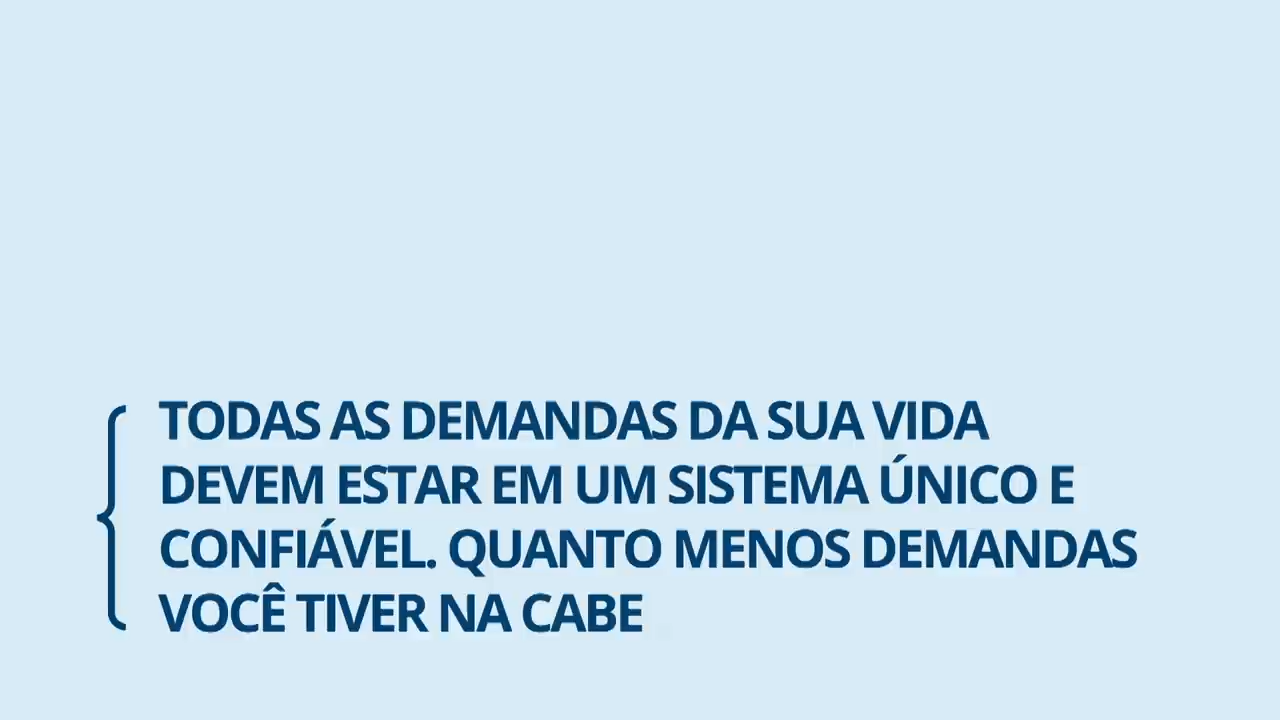 TODAS AS DEMANDAS DA SUA VIDA
DEVEM ESTAR EM UM SISTEMA ÚNICO E
CONFIÁVEL. QUANTO MENOS DEMANDAS
VOCÊ TIVER NA CABE